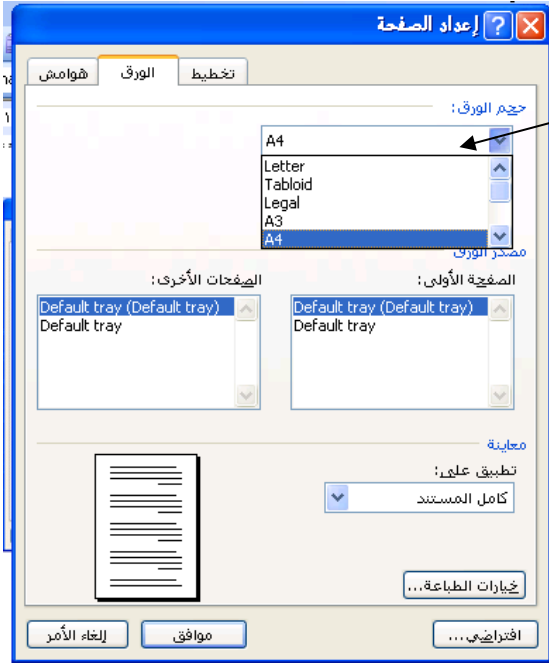 إعداد الصفحة
هوامش
الورق
تخطيط
حجم الورق:
A4
Letter
Tabloid
Legal
A3
A4
مصدر الورق
الصفحة الأولى:
Default tray (Default tray)
Default tray
الصفحات الأخرى:
Default tray (Default tray)
Default tray
معاينة
تطبيق على:
كامل المستند
خيارات الطباعة...
افتراضي...
موافق
إلغاء الأمر